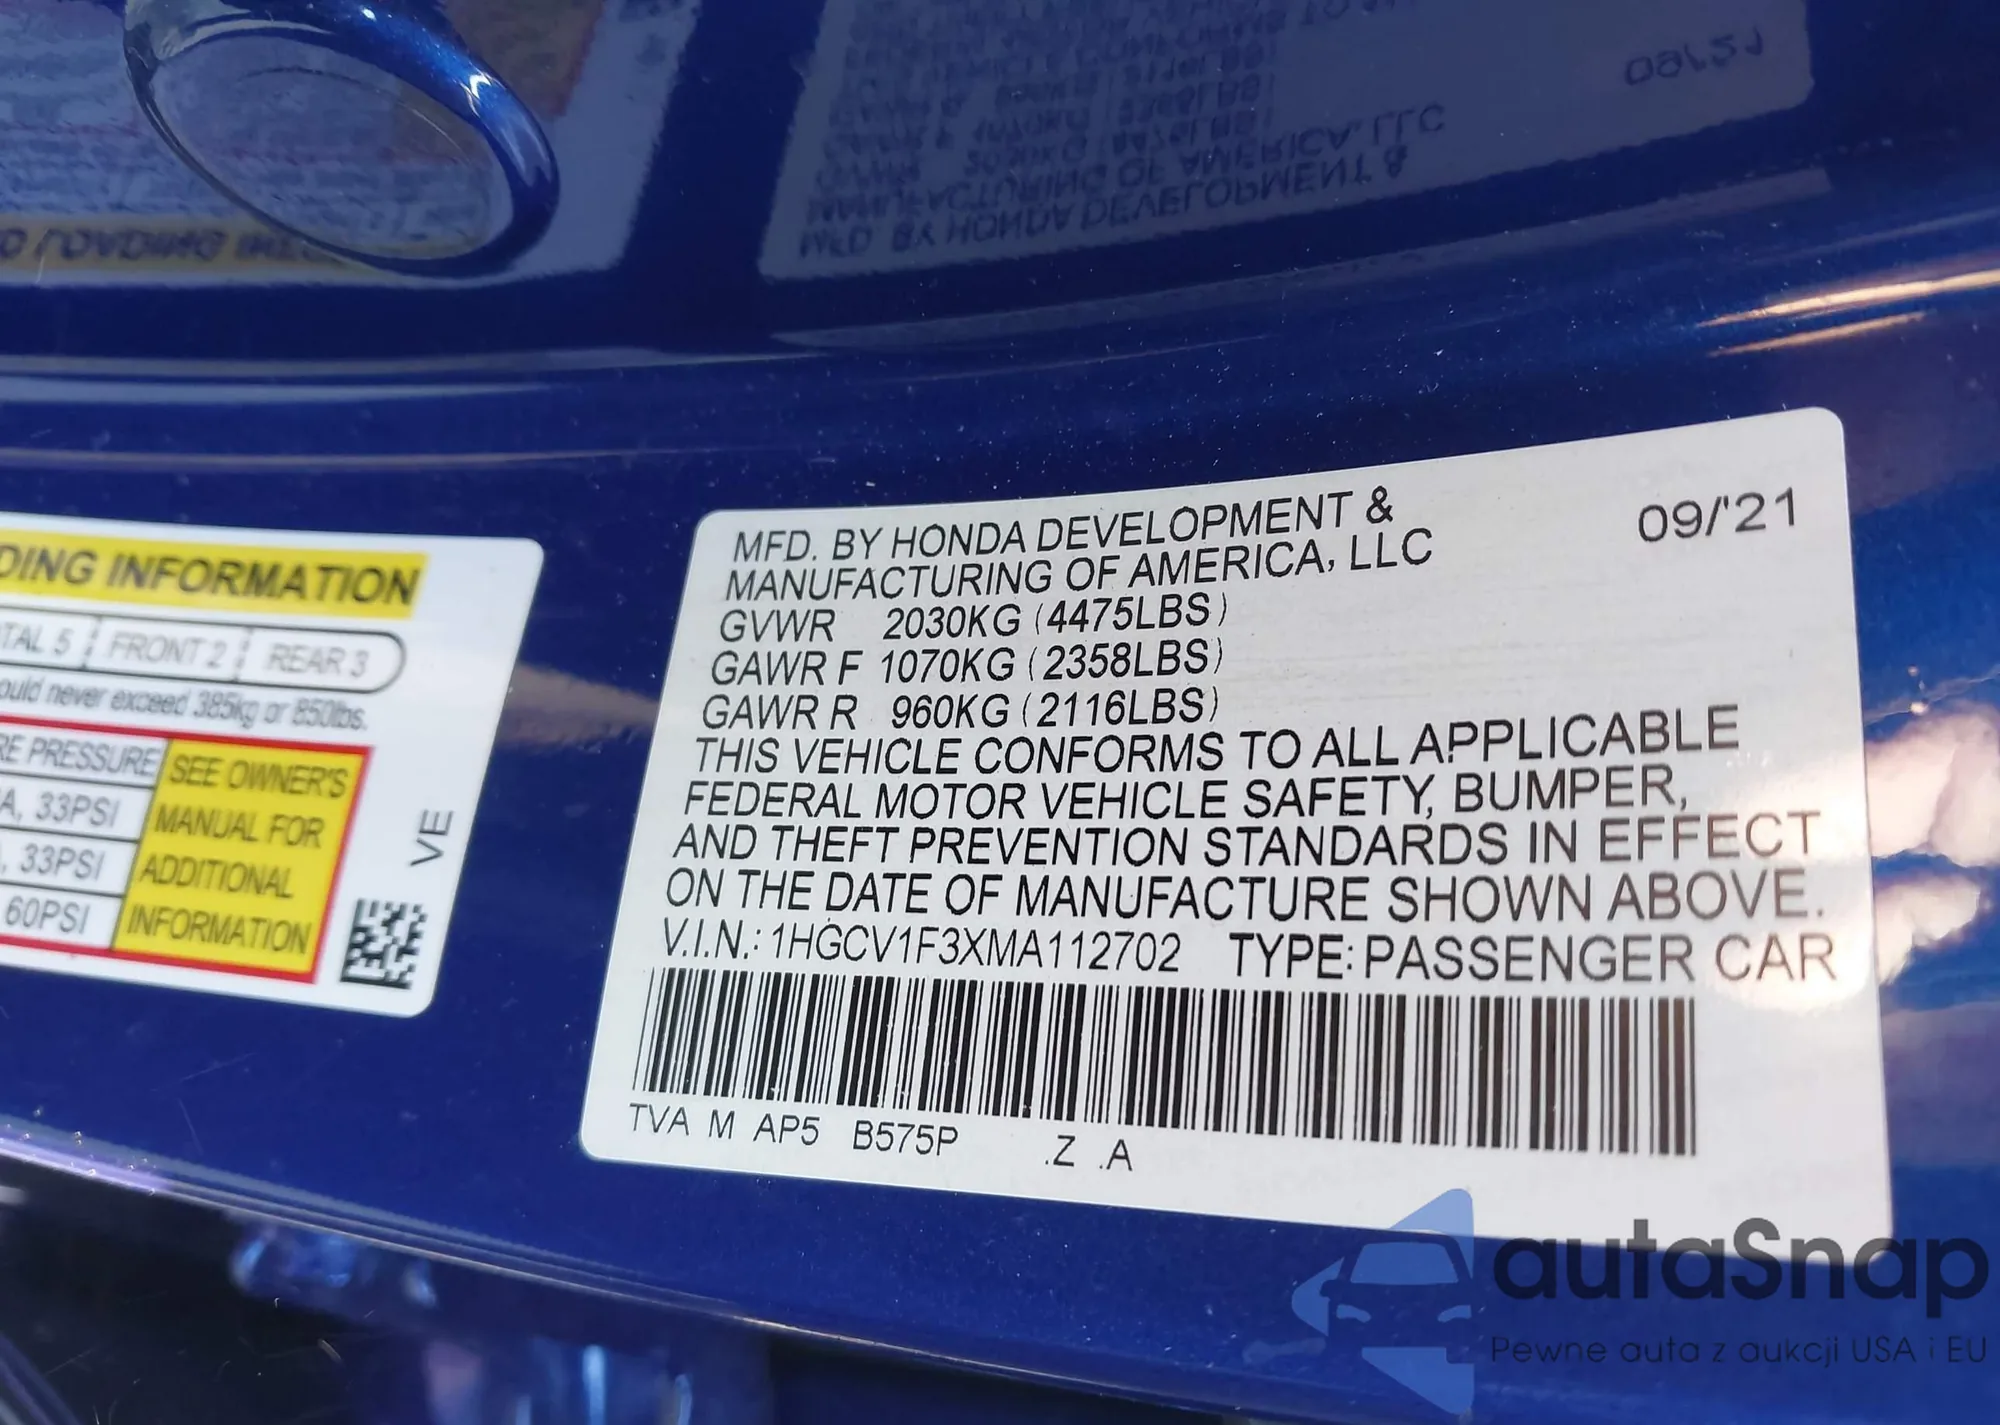 DING INFORMATION
TAL 5 FRONT 2 REAR 3
ould never exceed 385kg or 850lbs.
RE PRESSURE
A, 33PSI
, 33PSI
60PSI
SEE OWNER'S
MANUAL FOR
ADDITIONAL
INFORMATION
VE
MFD. BY HONDA DEVELOPMENT &
MANUFACTURING OF AMERICA, LLC
09/'21
GVWR 2030KG (4475LBS)
GAWR F 1070KG (2358LBS)
GAWR R 960KG (2116LBS)
THIS VEHICLE CONFORMS TO ALL APPLICABLE
FEDERAL MOTOR VEHICLE SAFETY, BUMPER,
AND THEFT PREVENTION STANDARDS IN EFFECT
ON THE DATE OF MANUFACTURE SHOWN ABOVE.
V.I.N.: 1HGCV1F3XMA112702 TYPE: PASSENGER CAR
TVA M AP5 B575P .Z .A
autaSnap
Pewne auta z aukcji USA i EU